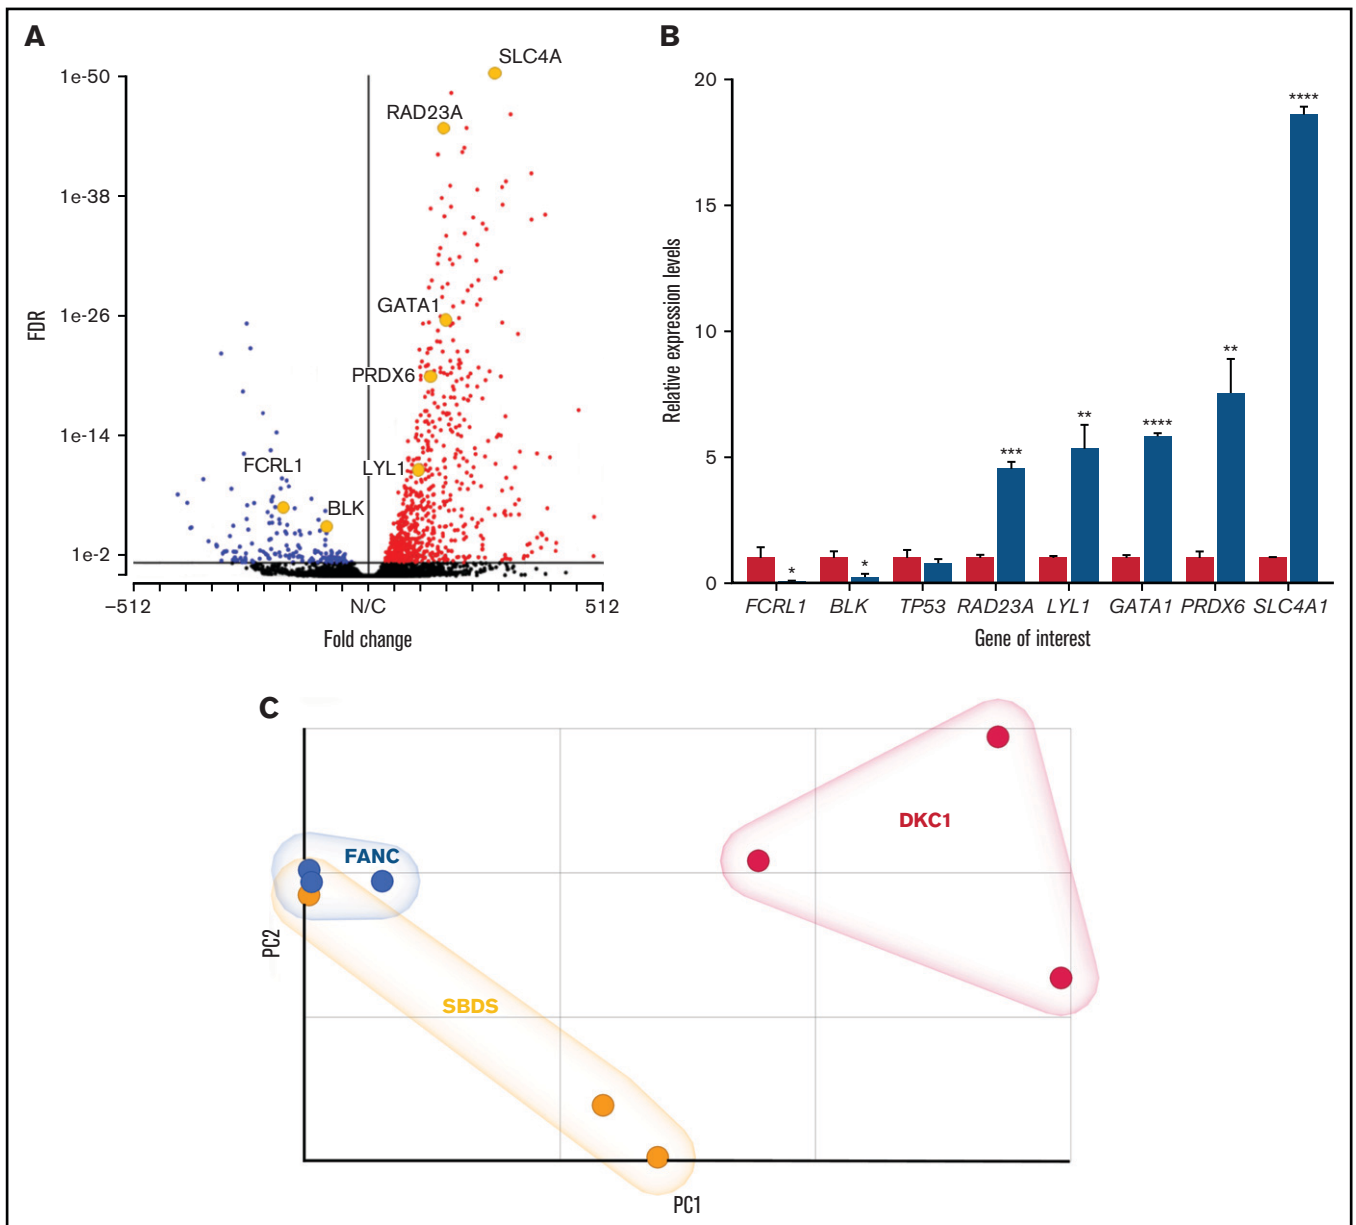 A
SLC4A
RAD23A
GATA1
PRDX6
LYL1
FCRL1
BLK
1e-50
1e-38
1e-26
1e-14
1e-2
FDR
−512
N/C
512
Fold change
B
20
15
10
5
0
Relative expression levels
*
*
***
**
****
**
****
FCRL1 BLK TP53 RAD23A LYL1 GATA1 PRDX6 SLC4A1
Gene of interest
C
DKC1
FANC
SBDS
PC2
PC1